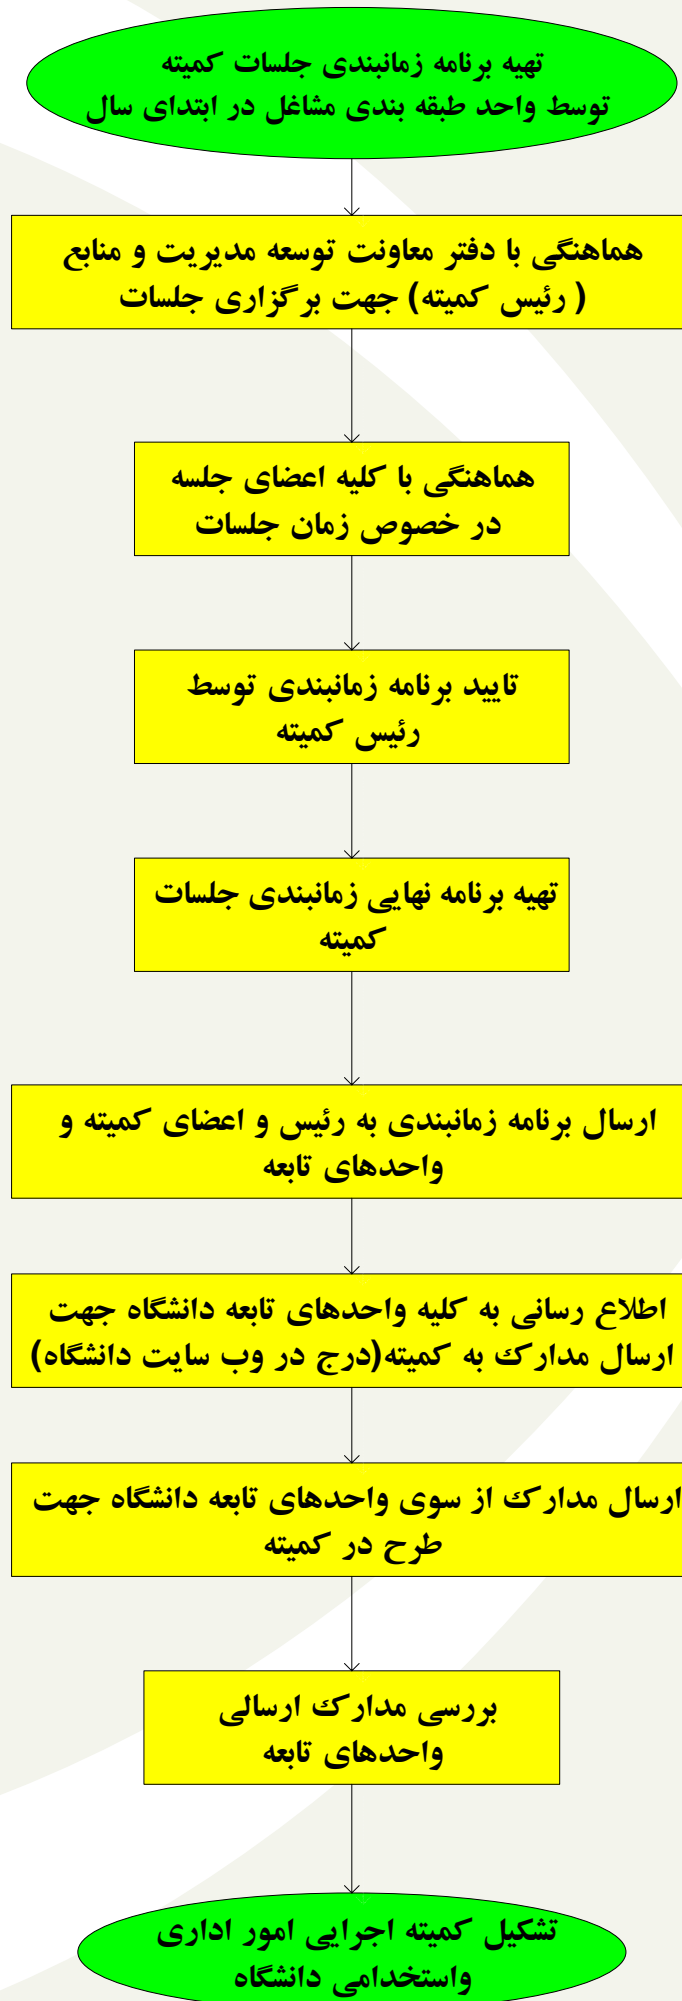 تهیه برنامه زمانبندی جلسات کمیته
توسط واحد طبقه بندی مشاغل در ابتدای سال
هماهنگی با دفتر معاونت توسعه مدیریت و منابع
( رئیس کمیته) جهت برگزاری جلسات
هماهنگی با کلیه اعضای جلسه
در خصوص زمان جلسات
تایید برنامه زمانبندی توسط
رئیس کمیته
تهیه برنامه نهایی زمانبندی جلسات
کمیته
ارسال برنامه زمانبندی به رئیس و اعضای کمیته و
واحدهای تابعه
اطلاع رسانی به کلیه واحدهای تابعه دانشگاه جهت
ارسال مدارک به کمیته(درج در وب سایت دانشگاه)
ارسال مدارک از سوی واحدهای تابعه دانشگاه جهت
طرح در کمیته
بررسی مدارک ارسالی
واحدهای تابعه
تشکیل کمیته اجرایی امور اداری
واستخدامی دانشگاه